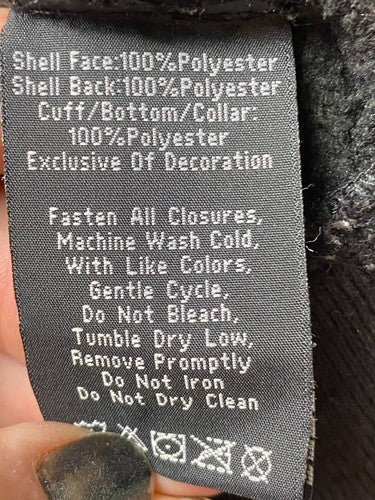 Shell Face:100%Polyester
Shell Back:100%Polyester
Cuff/Bottom/Collar:
100%Polyester
Exclusive Of Decoration
Fasten All Closures,
Machine Wash Cold,
With Like Colors,
Gentle Cycle,
Do Not Bleach,
Tumble Dry Low,
Remove Promptly
Do Not Iron
Do Not Dry Clean